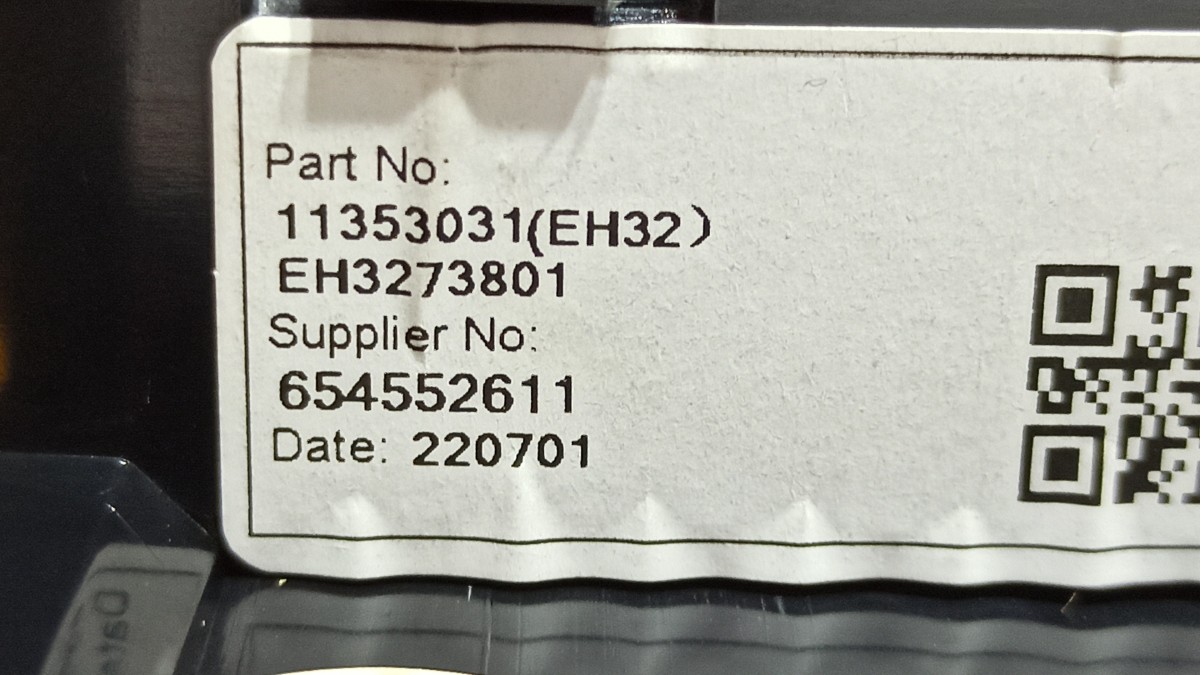 Part No:
11353031(EH32)
EH3273801
Supplier No:
654552611
Date: 220701